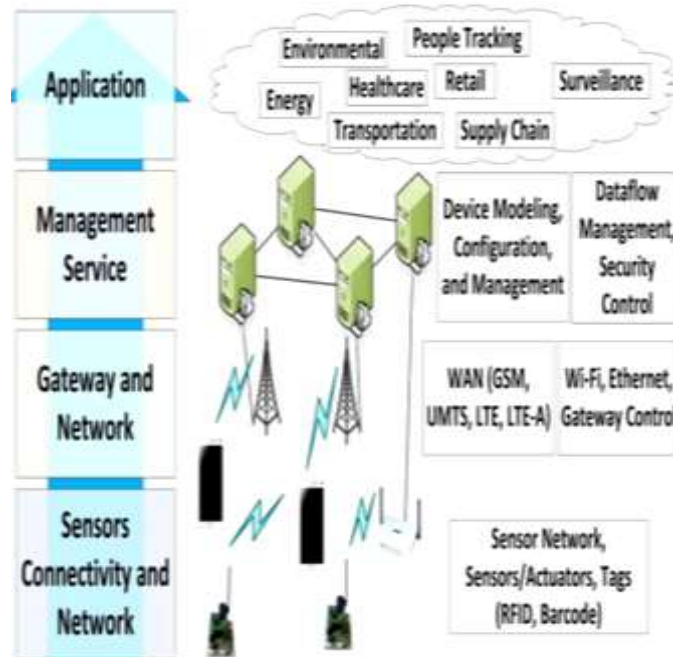 Application
Environmental
People Tracking
Energy
Healthcare
Retail
Surveillance
Transportation
Supply Chain
Management
Service
Device Modeling,
Configuration,
and Management
Dataflow
Management,
Security
Control
Gateway and
Network
WAN (GSM,
UMTS, LTE, LTE-A)
Wi-Fi, Ethernet,
Gateway Control
Sensors
Connectivity and
Network
Sensor Network,
Sensors/Actuators, Tags
(RFID, Barcode)